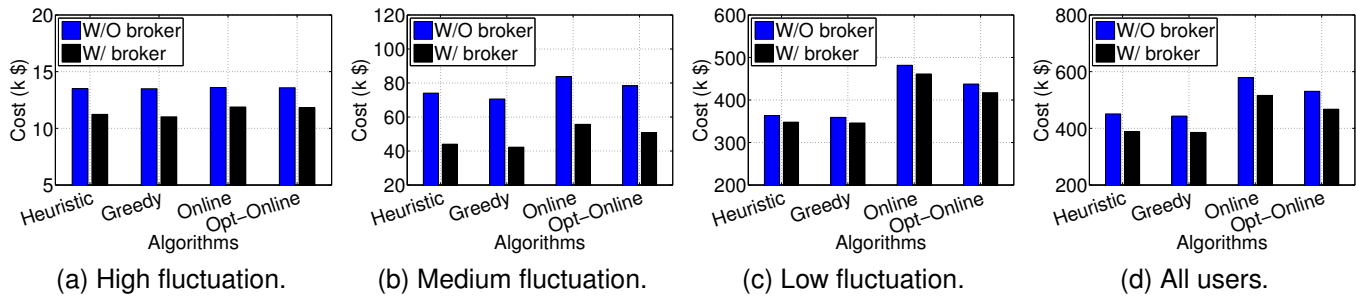 20
15
10
5
Cost (k $)
W/O broker
W/ broker
Heuristic
Greedy
Online
Opt–Online
Algorithms
(a) High fluctuation.
120
100
80
60
40
20
Cost (k $)
W/O broker
W/ broker
Heuristic
Greedy
Online
Opt–Online
Algorithms
(b) Medium fluctuation.
600
500
400
300
200
Cost (k $)
W/O broker
W/ broker
Heuristic
Greedy
Online
Opt–Online
Algorithms
(c) Low fluctuation.
800
600
400
200
Cost (k $)
W/O broker
W/ broker
Heuristic
Greedy
Online
Opt–Online
Algorithms
(d) All users.